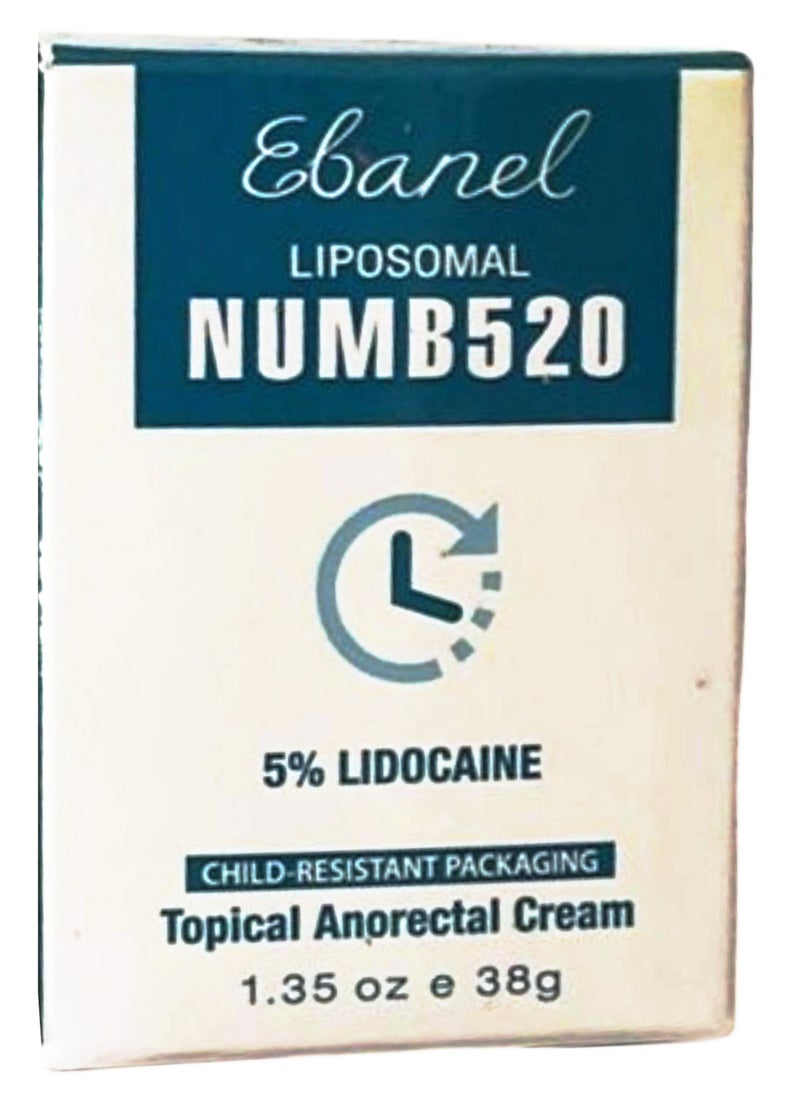 Ebanel
LIPOSOMAL
NUMB520
5% LIDOCAINE
CHILD-RESISTANT PACKAGING
Topical Anorectal Cream
1.35 oz e 38g